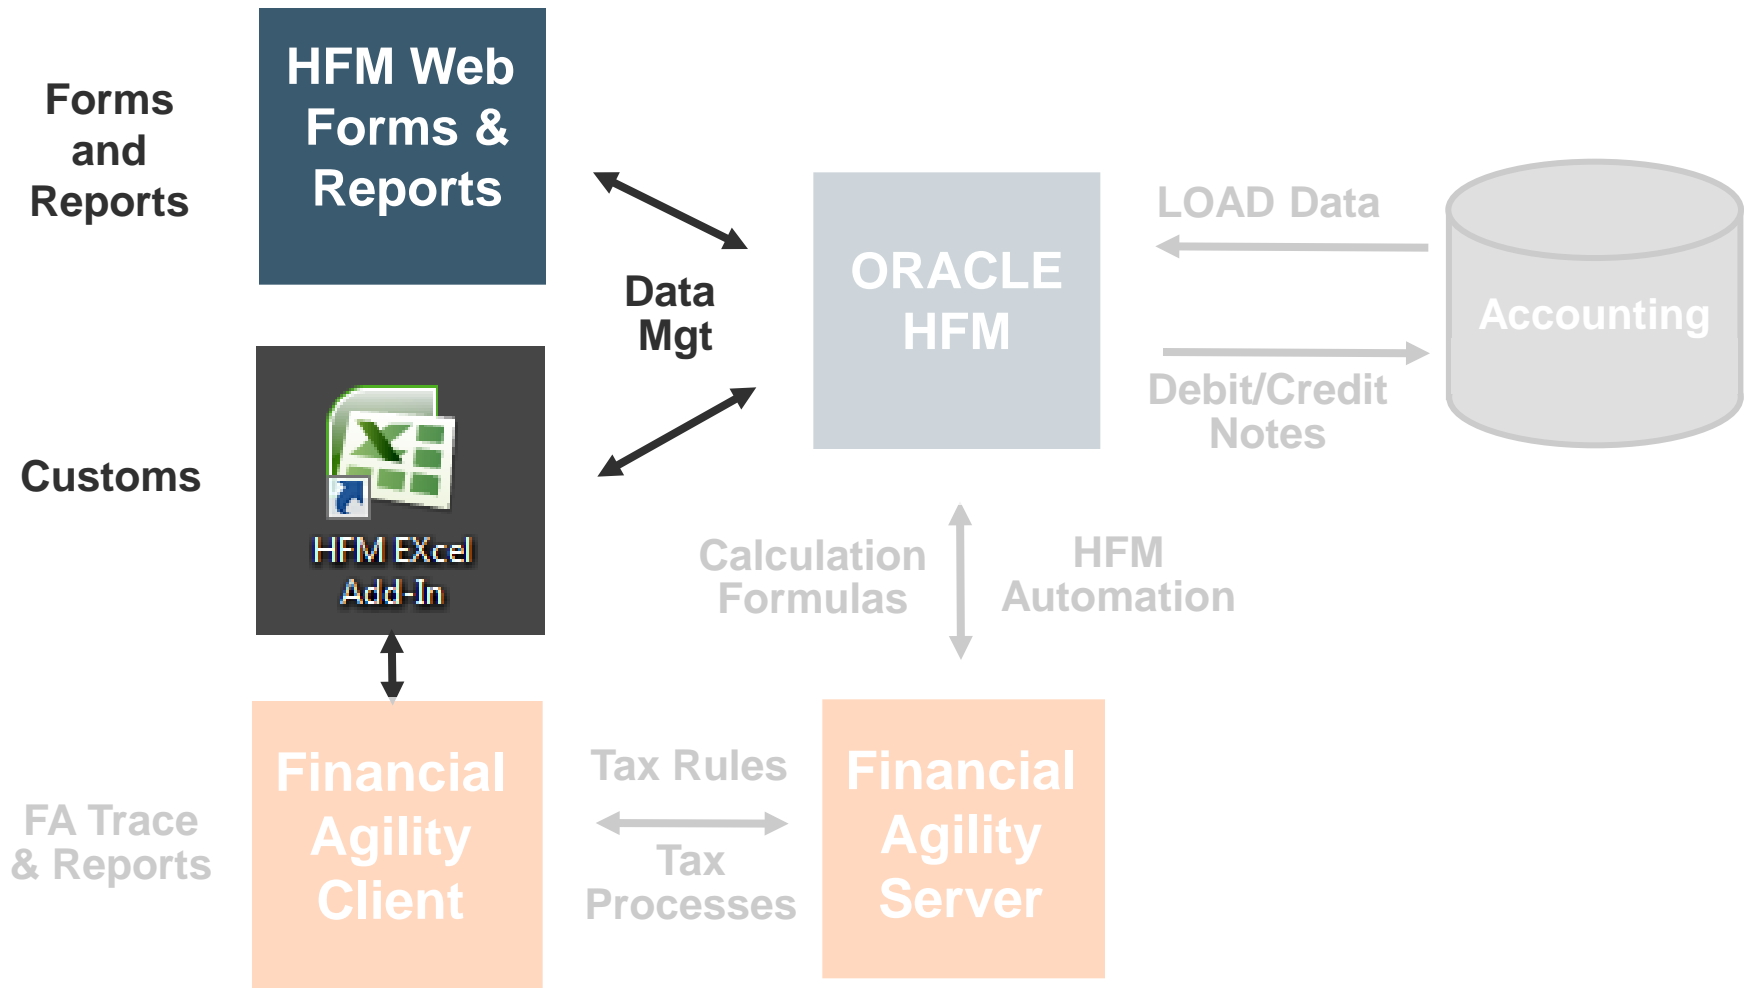 Forms
and
Reports
HFM Web
Forms &
Reports
Data
Mgt
ORACLE
HFM
LOAD Data
Debit/Credit
Notes
Accounting
Customs
HFM EXcel
Add-In
Calculation
Formulas
HFM
Automation
FA Trace
& Reports
Financial
Agility
Client
Tax Rules
Tax
Processes
Financial
Agility
Server